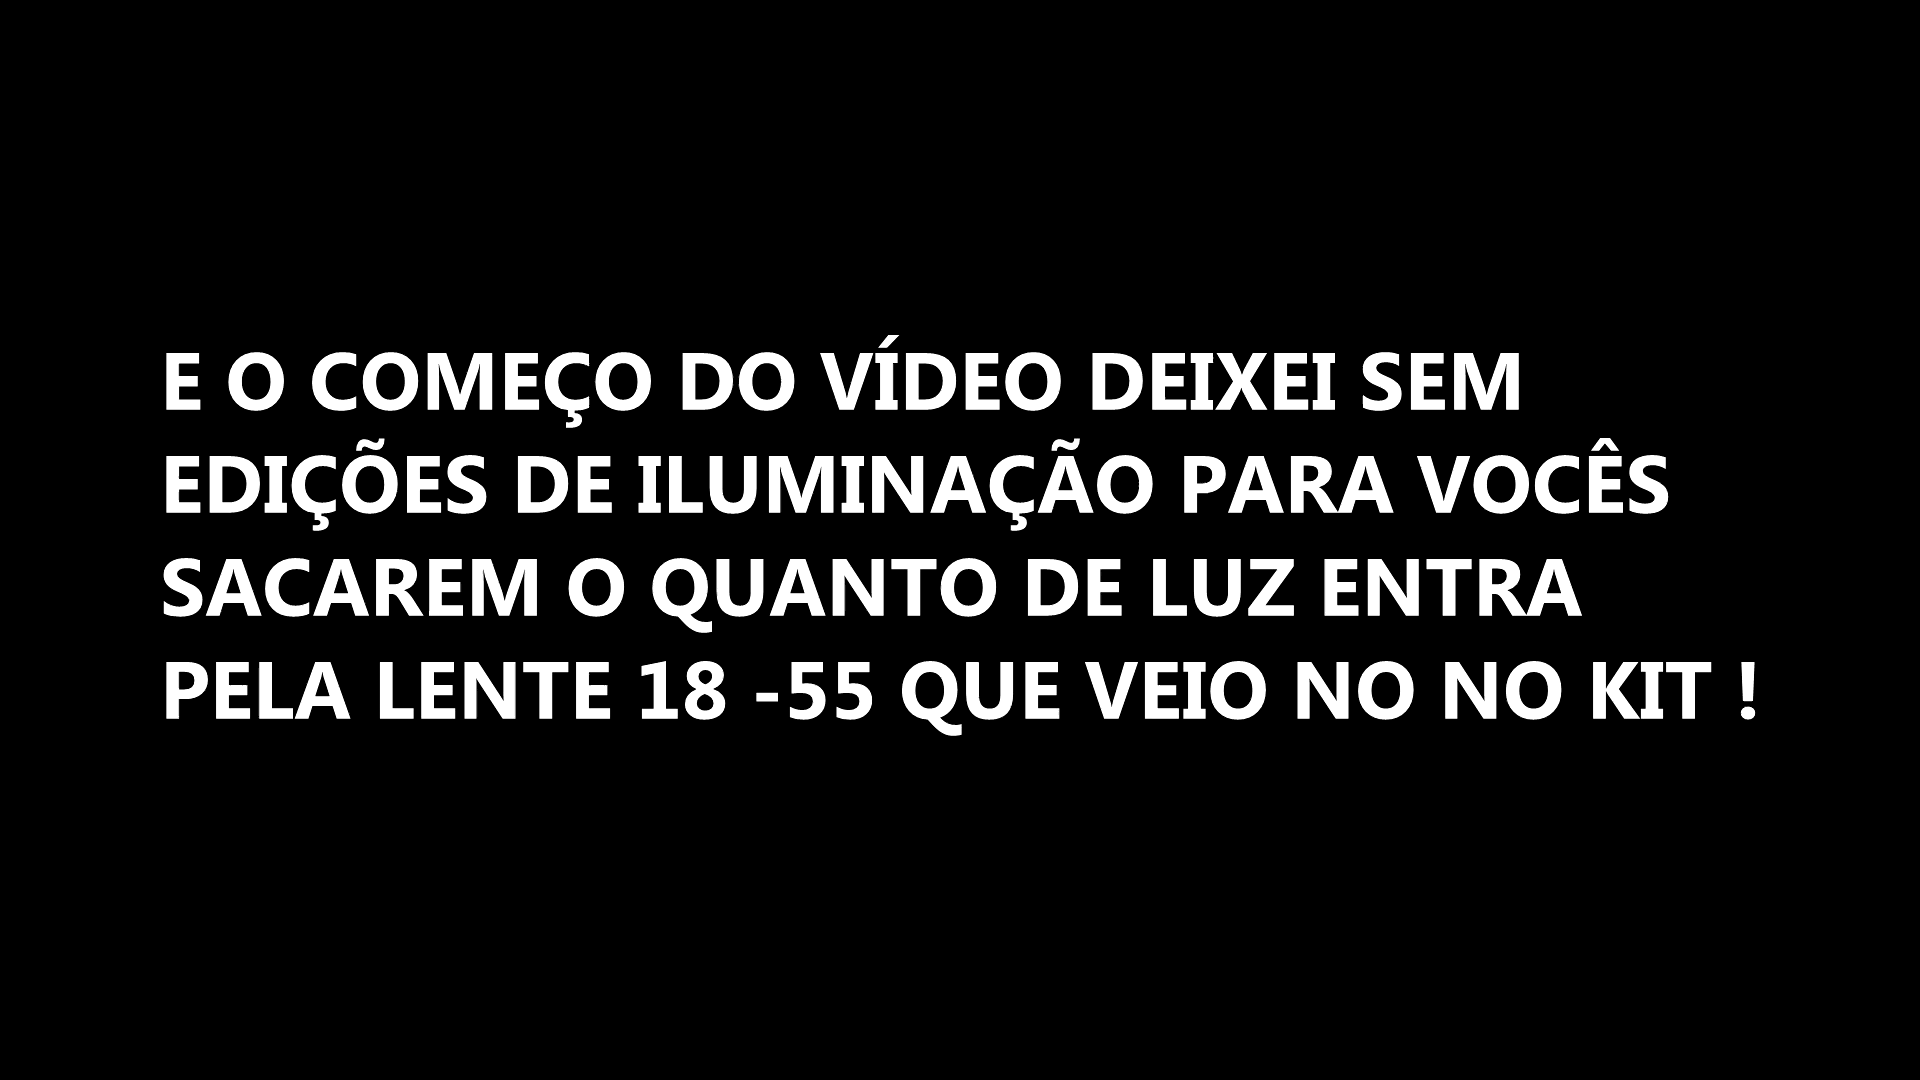 E O COMEÇO DO VÍDEO DEIXEI SEM
EDIÇÕES DE ILUMINAÇÃO PARA VOCÊS
SACAREM O QUANTO DE LUZ ENTRA
PELA LENTE 18 -55 QUE VEIO NO NO KIT !